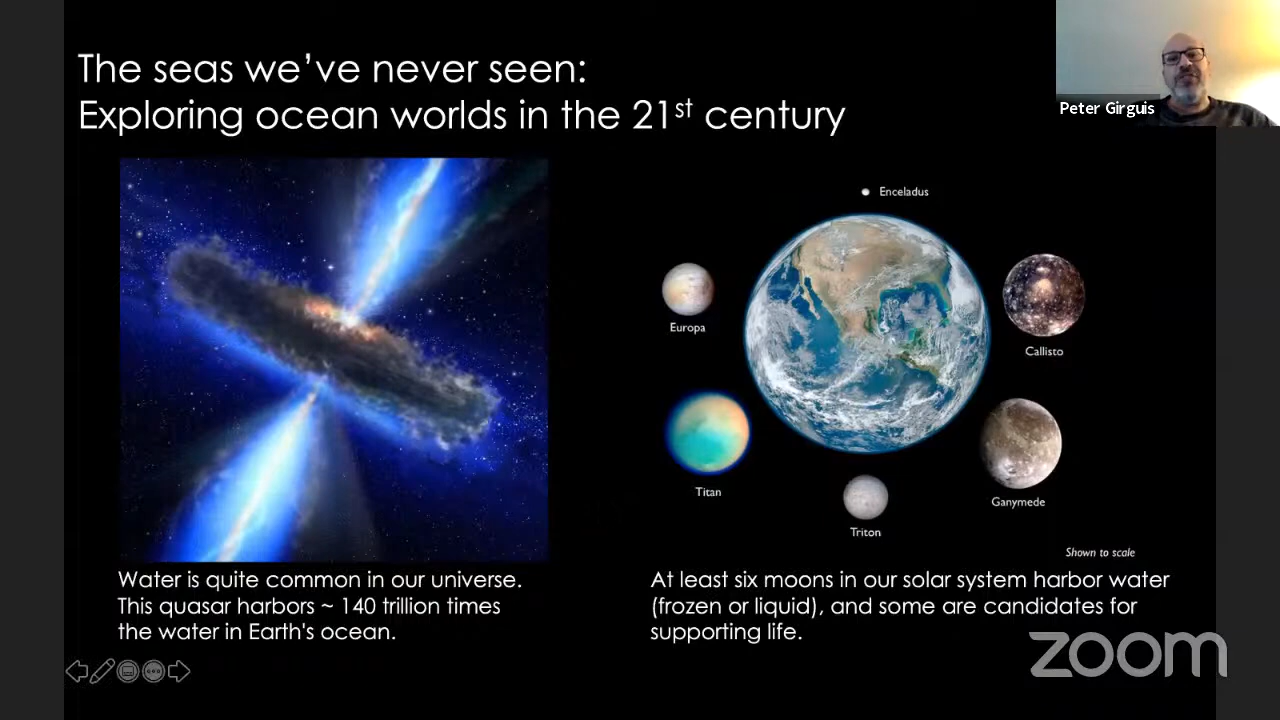 The seas we've never seen:
Exploring ocean worlds in the 21st century
Peter Girguis
Enceladus
Europa
Callisto
Titan
Ganymede
Triton
Shown to scale
Water is quite common in our universe.
This quasar harbors ~ 140 trillion times
the water in Earth's ocean.
At least six moons in our solar system harbor water
(frozen or liquid), and some are candidates for
supporting life.
zoom